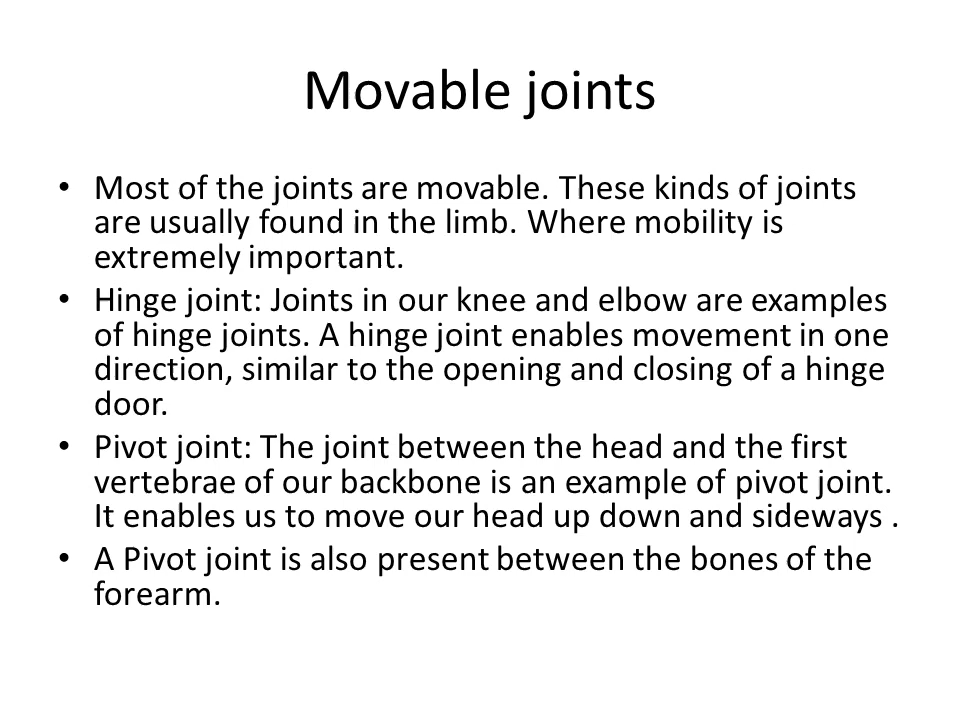 Movable joints
• Most of the joints are movable. These kinds of joints
are usually found in the limb. Where mobility is
extremely important.
• Hinge joint: Joints in our knee and elbow are examples
of hinge joints. A hinge joint enables movement in one
direction, similar to the opening and closing of a hinge
door.
• Pivot joint: The joint between the head and the first
vertebrae of our backbone is an example of pivot joint.
It enables us to move our head up down and sideways .
• A Pivot joint is also present between the bones of the
forearm.